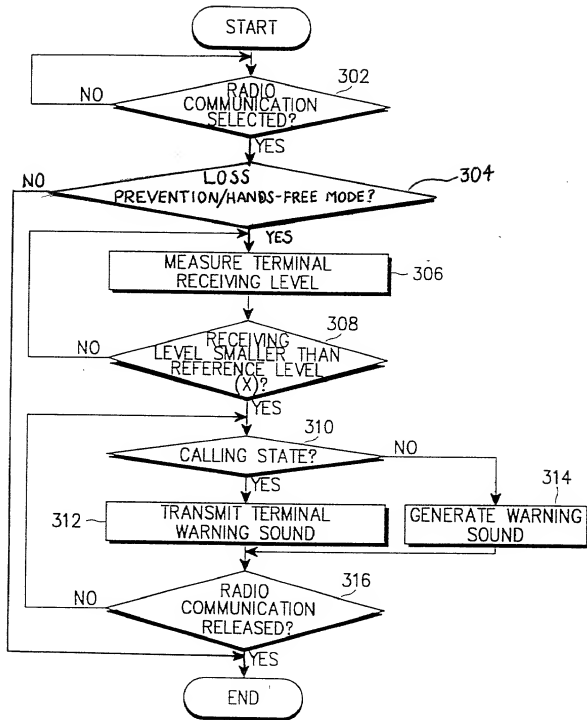 START
302
NO
RADIO
COMMUNICATION
SELECTED?
YES
NO
LOSS
PREVENTION/HANDS-FREE MODE?
304
YES
MEASURE TERMINAL
RECEIVING LEVEL
306
308
NO
RECEIVING
LEVEL SMALLER THAN
REFERENCE LEVEL
(X)?
YES
310
CALLING STATE?
NO
YES
314
312
TRANSMIT TERMINAL
WARNING SOUND
GENERATE WARNING
SOUND
316
NO
RADIO
COMMUNICATION
RELEASED?
YES
END